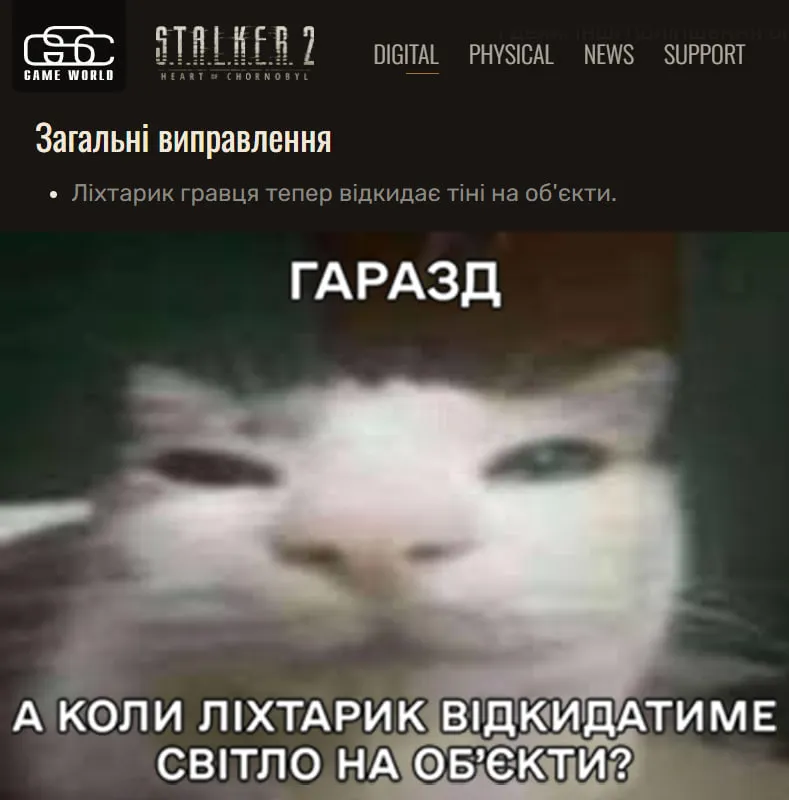 GSC
GAME WORLD
S.T.A.L.K.E.R. 2
HEART OF CHORNOBYL
DIGITAL PHYSICAL NEWS SUPPORT
Загальні виправлення
• Ліхтарик гравця тепер відкидає тіні на об'єкти.
ГАРАЗД
А КОЛИ ЛІХТАРИК ВІДКИДАТИМЕ
СВІТЛО НА ОБ'ЄКТИ?